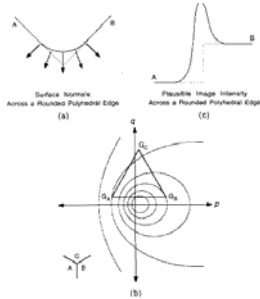 A B
Surface Normals
Across a Rounded Polyhedral Edge
(a)
A B
Plausible Image Intensity
Across a Rounded Polyhedral Edge
(c)
q
G_C
G_A G_B
p
C
A B
(b)